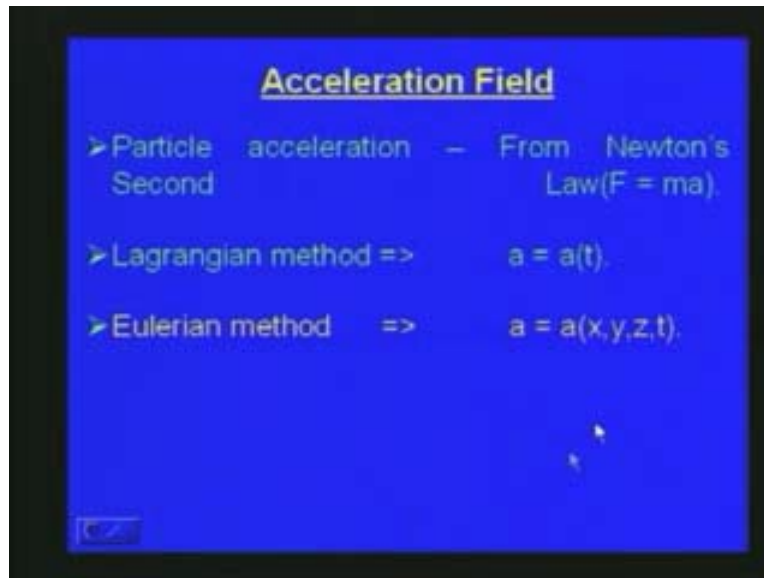 Acceleration Field
➢Particle acceleration – From Newton's
Second Law(F = ma).
➢Lagrangian method => a = a(t).
➢Eulerian method => a = a(x,y,z,t).